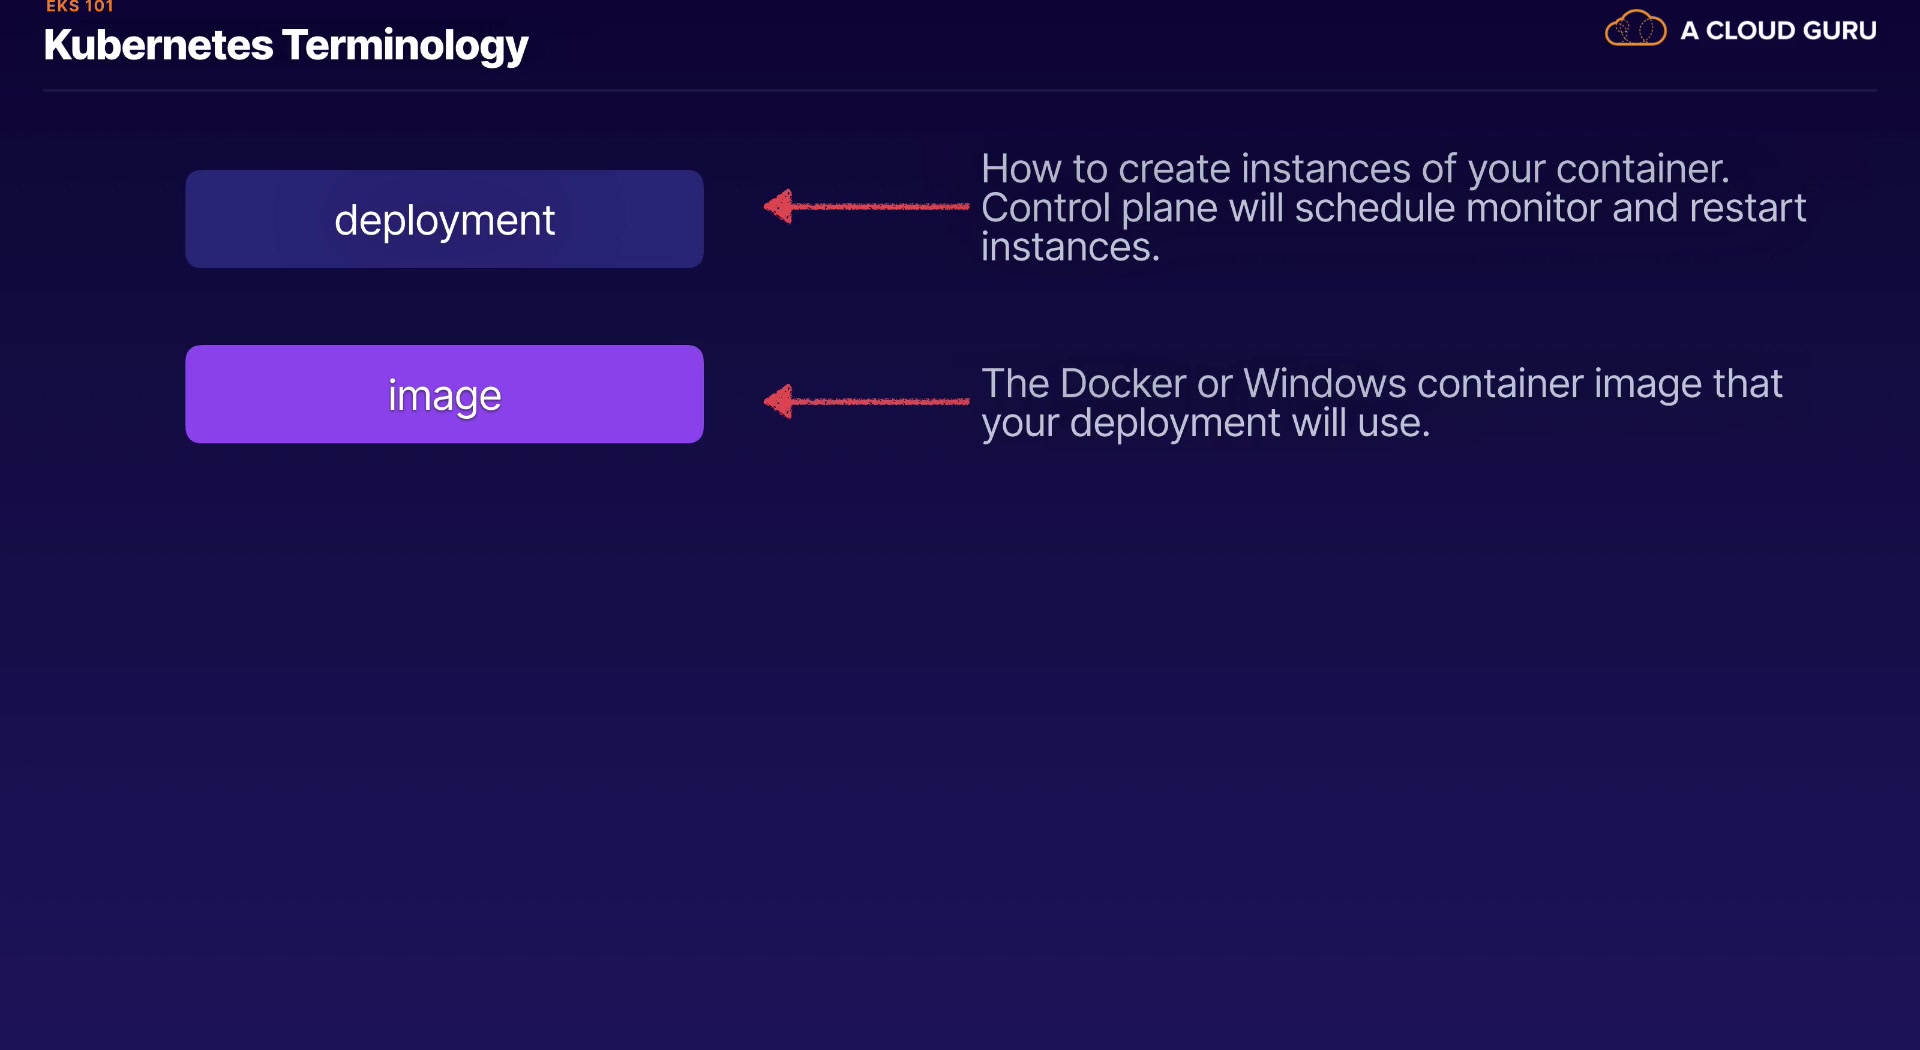 EKS 101
Kubernetes Terminology
A CLOUD GURU
deployment
How to create instances of your container.
Control plane will schedule monitor and restart
instances.
image
The Docker or Windows container image that
your deployment will use.